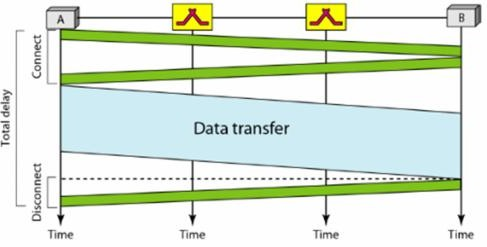 A
B
Connect
Total delay
Data transfer
Disconnect
Time
Time
Time
Time